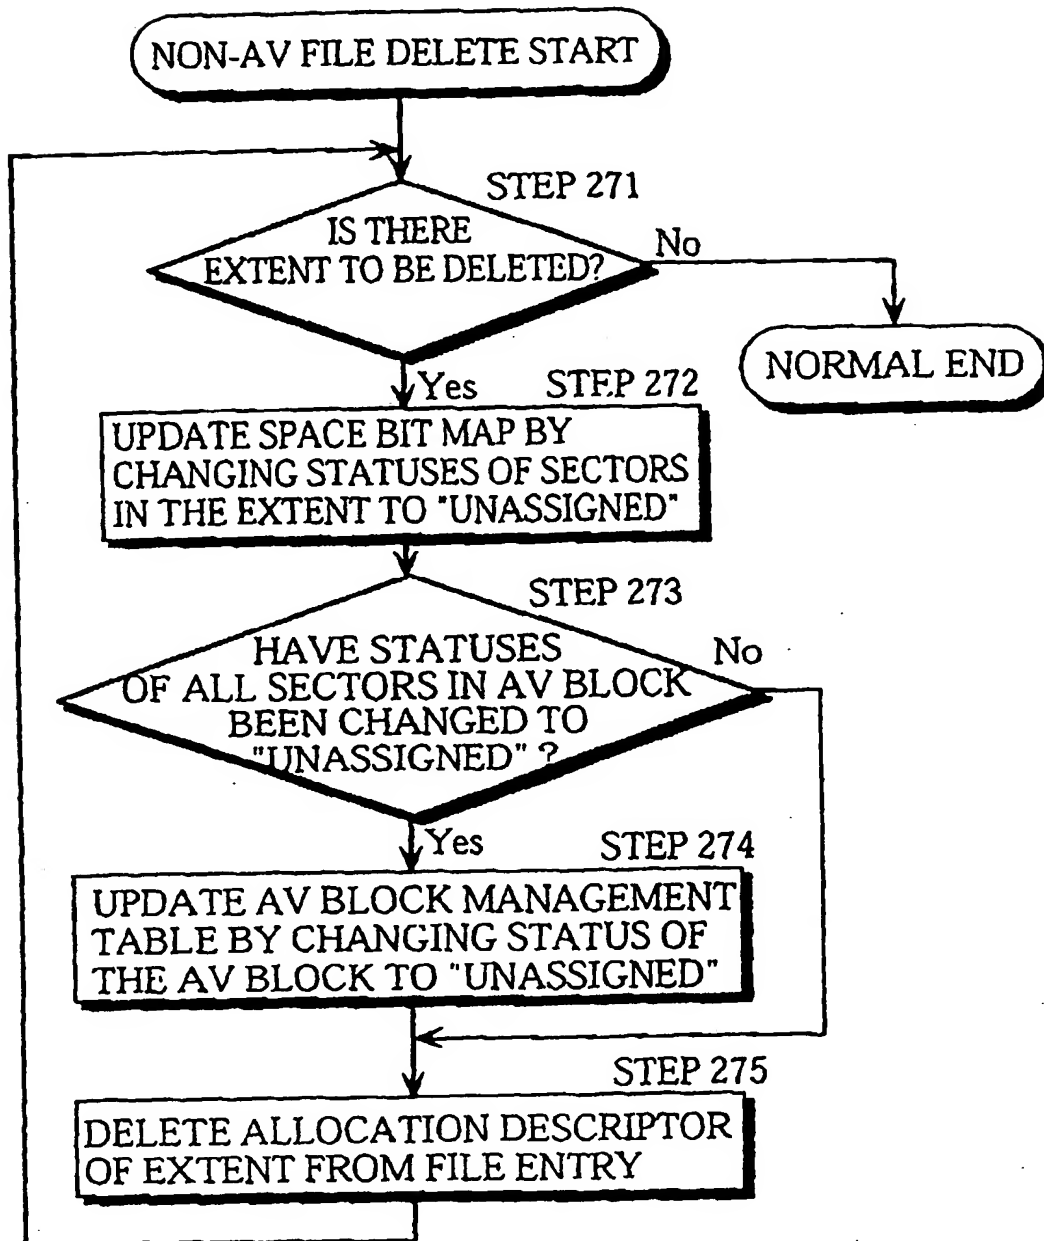 NON-AV FILE DELETE START
STEP 271
IS THERE
EXTENT TO BE DELETED?
No
NORMAL END
Yes
STEP 272
UPDATE SPACE BIT MAP BY
CHANGING STATUSES OF SECTORS
IN THE EXTENT TO "UNASSIGNED"
STEP 273
HAVE STATUSES
OF ALL SECTORS IN AV BLOCK
BEEN CHANGED TO
"UNASSIGNED" ?
No
Yes
STEP 274
UPDATE AV BLOCK MANAGEMENT
TABLE BY CHANGING STATUS OF
THE AV BLOCK TO "UNASSIGNED"
STEP 275
DELETE ALLOCATION DESCRIPTOR
OF EXTENT FROM FILE ENTRY